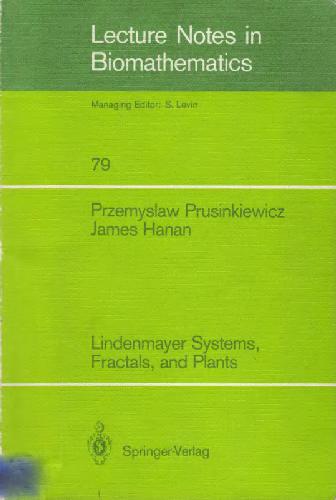 Lecture Notes in
Biomathematics
Managing Editor: S. Levin
79
Przemyslaw Prusinkiewicz
James Hanan
Lindenmayer Systems,
Fractals, and Plants
Springer-Verlag